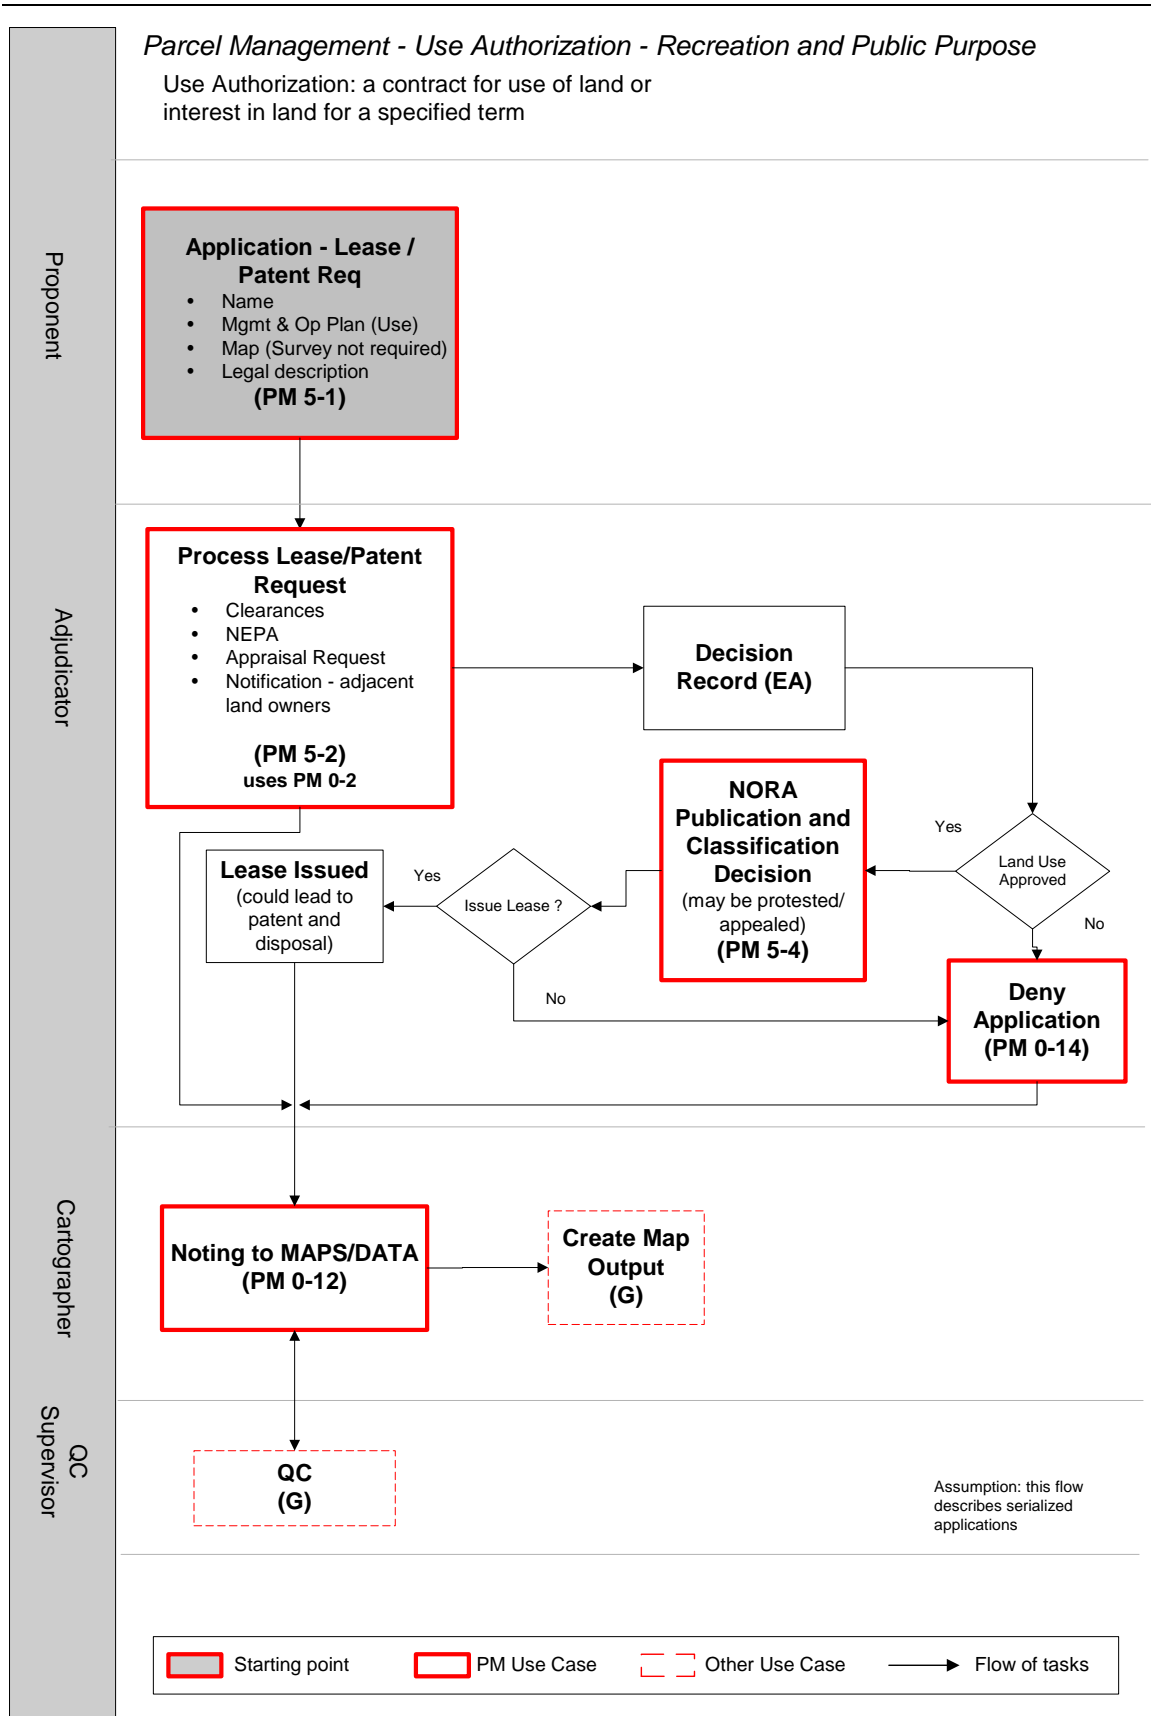 Parcel Management - Use Authorization - Recreation and Public Purpose
Use Authorization: a contract for use of land or
interest in land for a specified term
Proponent
Application - Lease /
Patent Req
• Name
• Mgmt & Op Plan (Use)
• Map (Survey not required)
• Legal description
(PM 5-1)
Adjudicator
Process Lease/Patent
Request
• Clearances
• NEPA
• Appraisal Request
• Notification - adjacent
land owners
(PM 5-2)
uses PM 0-2
Decision
Record (EA)
Land Use
Approved
Yes
No
NORA
Publication and
Classification
Decision
(may be protested/
appealed)
(PM 5-4)
Issue Lease ?
Yes
No
Lease Issued
(could lead to
patent and
disposal)
Deny
Application
(PM 0-14)
Cartographer
Noting to MAPS/DATA
(PM 0-12)
Create Map
Output
(G)
QC
Supervisor
QC
(G)
Assumption: this flow
describes serialized
applications
Starting point
PM Use Case
Other Use Case
Flow of tasks